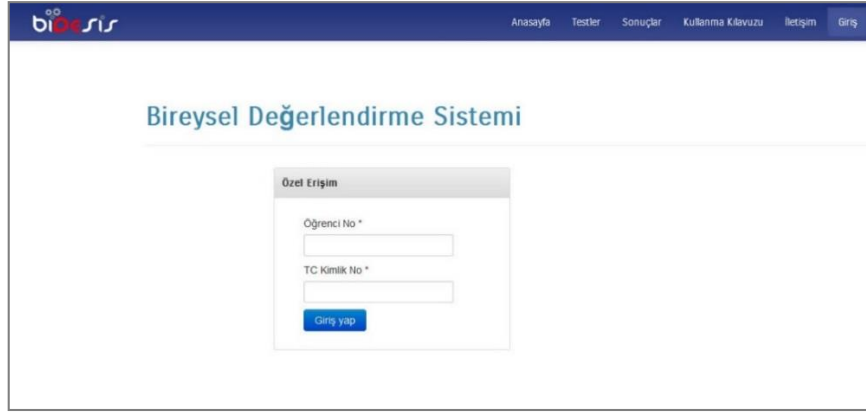 biDesis
Anasayfa Testler Sonuçlar Kullanma Kılavuzu İletişim Giriş
Bireysel Değerlendirme Sistemi
Özel Erişim
Öğrenci No *
TC Kimlik No *
Giriş yap